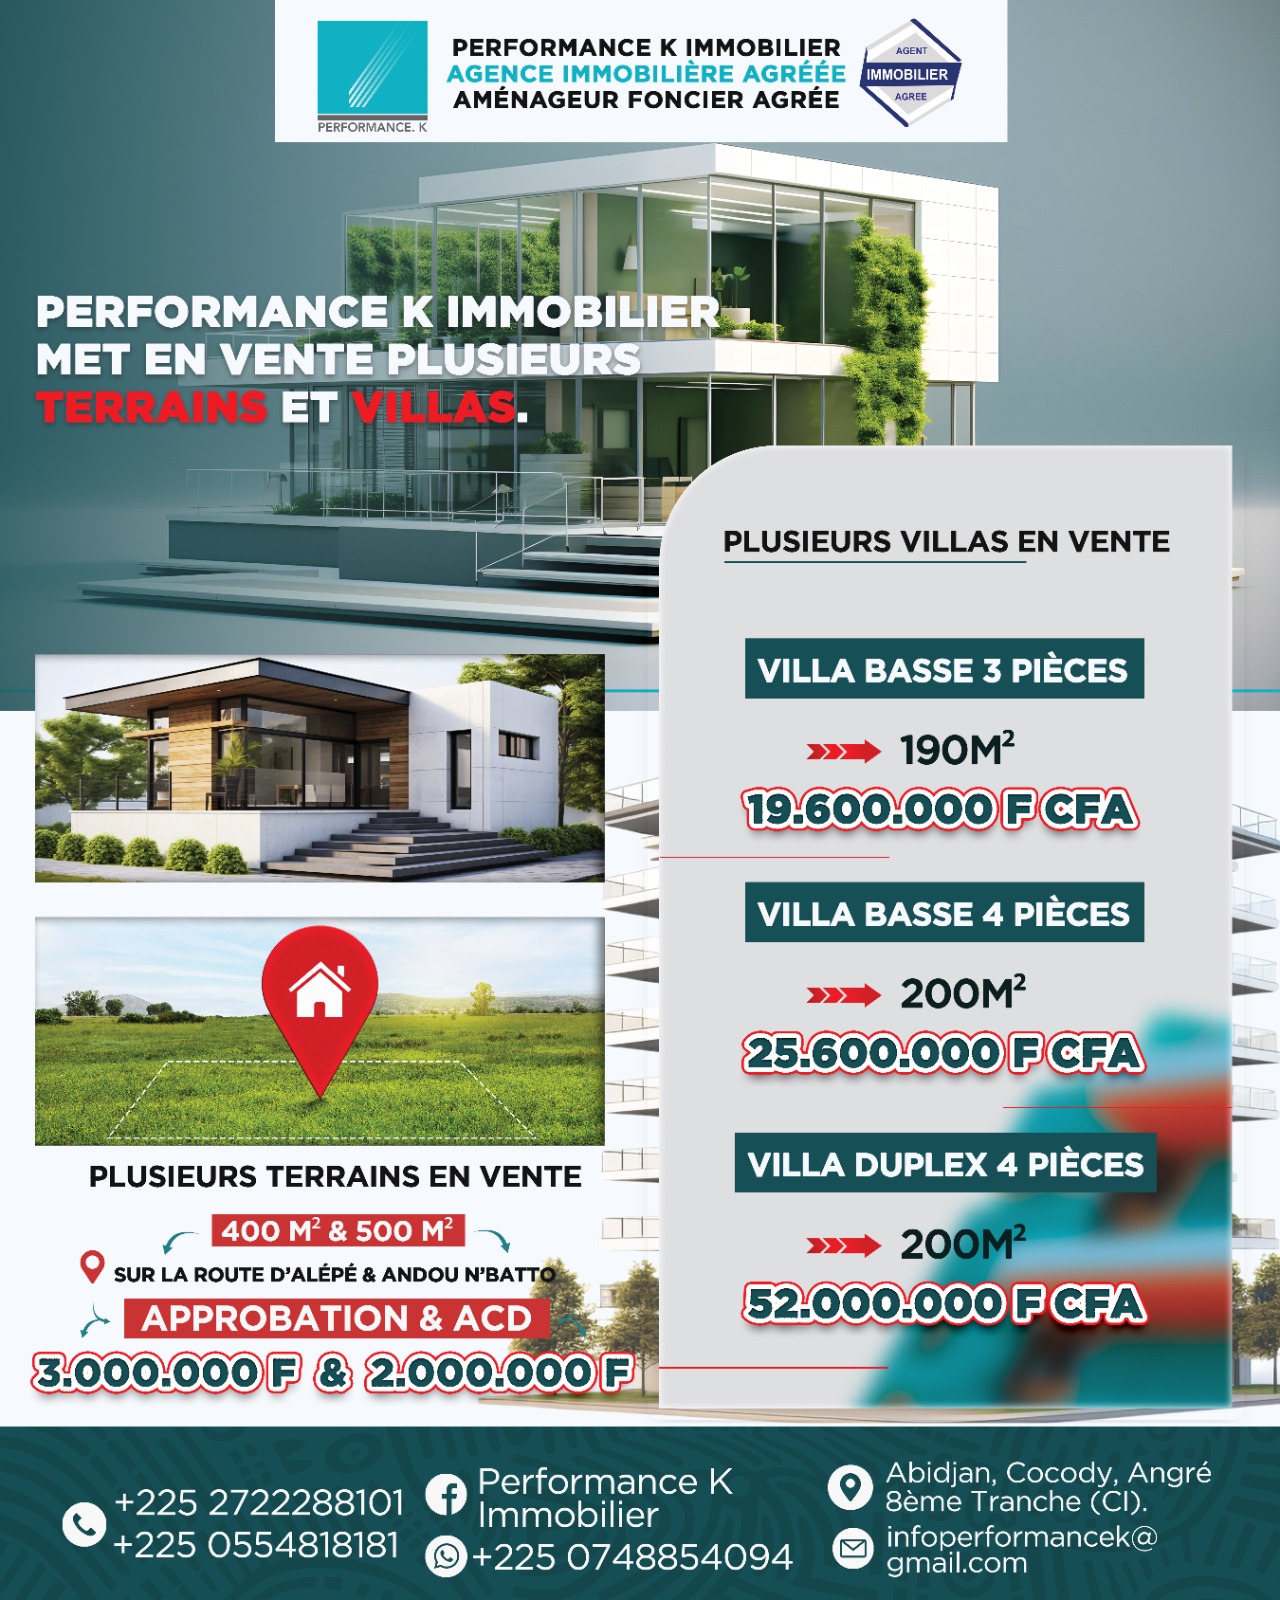 PERFORMANCE. K
PERFORMANCE K IMMOBILIER
AGENCE IMMOBILIÈRE AGRÉÉE
AMÉNAGEUR FONCIER AGRÉE
AGENT
IMMOBILIER
AGREE
PERFORMANCE K IMMOBILIER
MET EN VENTE PLUSIEURS
TERRAINS ET VILLAS.
PLUSIEURS VILLAS EN VENTE
VILLA BASSE 3 PIÈCES
190M²
19.600.000 F CFA
VILLA BASSE 4 PIÈCES
200M²
25.600.000 F CFA
VILLA DUPLEX 4 PIÈCES
200M²
52.000.000 F CFA
PLUSIEURS TERRAINS EN VENTE
400 M² & 500 M²
SUR LA ROUTE D'ALÉPÉ & ANDOU N'BATTO
APPROBATION & ACD
3.000.000 F & 2.000.000 F
+225 2722288101
+225 0554818181
Performance K
Immobilier
+225 0748854094
Abidjan, Cocody, Angré
8ème Tranche (CI).
infoperformancek@
gmail.com